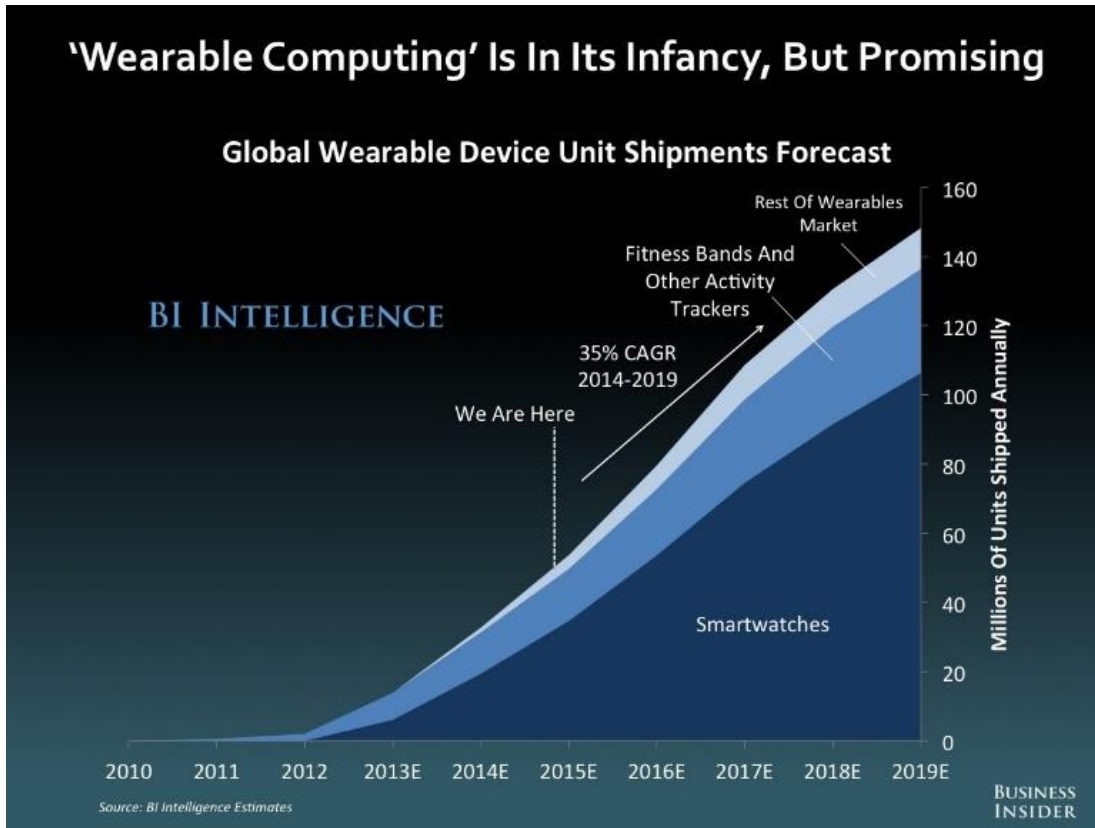 ‘Wearable Computing’ Is In Its Infancy, But Promising
Global Wearable Device Unit Shipments Forecast
BI INTELLIGENCE
Rest Of Wearables
Market
Fitness Bands And
Other Activity
Trackers
35% CAGR
2014-2019
We Are Here
Smartwatches
160
140
120
100
80
60
40
20
0
Millions Of Units Shipped Annually
2010 2011 2012 2013E 2014E 2015E 2016E 2017E 2018E 2019E
Source: BI Intelligence Estimates
BUSINESS
INSIDER